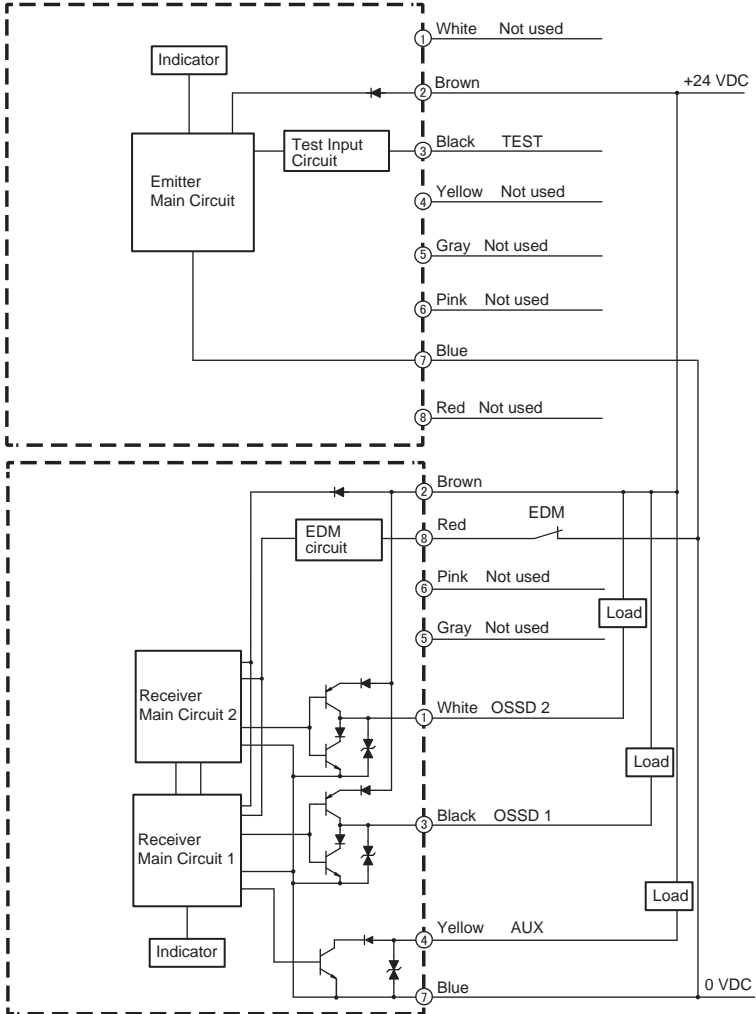 ① White Not used
Indicator
② Brown +24 VDC
Test Input
Circuit
③ Black TEST
Emitter
Main Circuit
④ Yellow Not used
⑤ Gray Not used
⑥ Pink Not used
⑦ Blue
⑧ Red Not used
② Brown
EDM
circuit
⑧ Red EDM
⑥ Pink Not used
Load
⑤ Gray Not used
Receiver
Main Circuit 2
① White OSSD 2
Load
Receiver
Main Circuit 1
③ Black OSSD 1
Load
Indicator
④ Yellow AUX
⑦ Blue 0 VDC